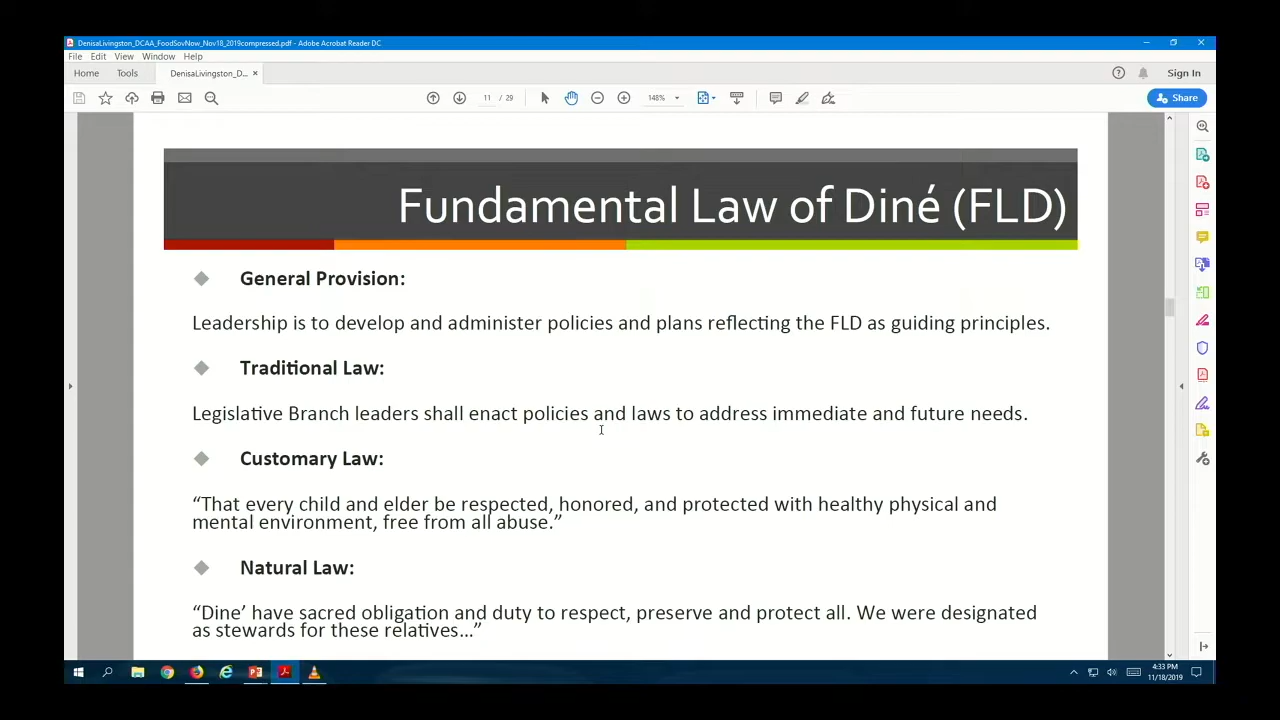 DenisaLivingston_DCAA_FoodSovNow_Nov18_2019compressed.pdf - Adobe Acrobat Reader DC
File Edit View Window Help
Home Tools DenisaLivingston_D... ×
Sign In
11 / 29
148%
Share
Fundamental Law of Diné (FLD)
General Provision:
Leadership is to develop and administer policies and plans reflecting the FLD as guiding principles.
Traditional Law:
Legislative Branch leaders shall enact policies and laws to address immediate and future needs.
Customary Law:
“That every child and elder be respected, honored, and protected with healthy physical and
mental environment, free from all abuse.”
Natural Law:
“Dine’ have sacred obligation and duty to respect, preserve and protect all. We were designated
as stewards for these relatives…”
4:33 PM
11/18/2019